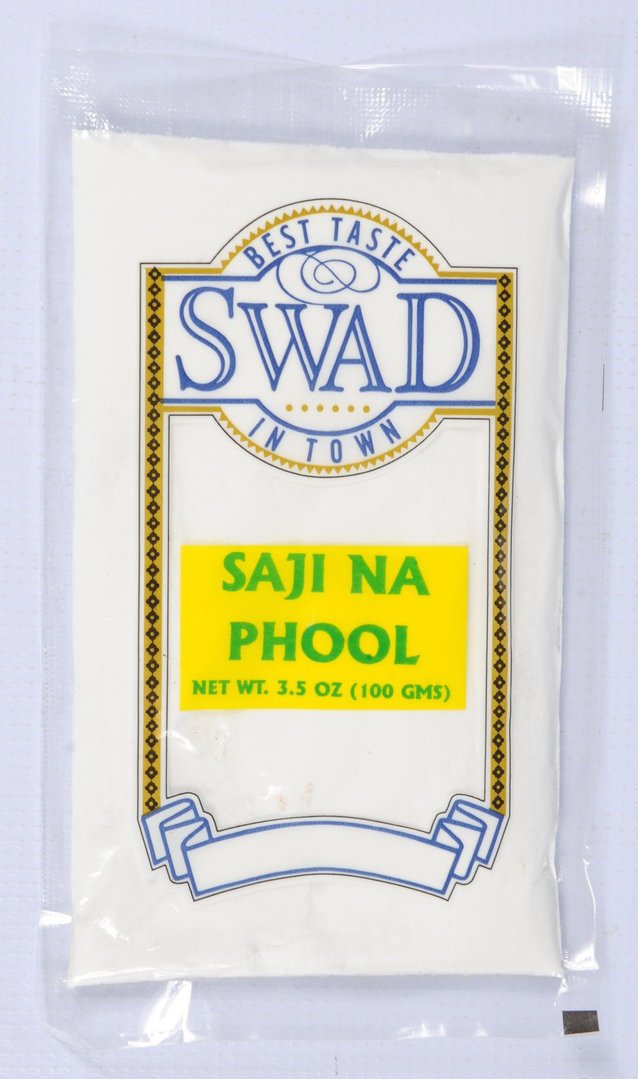 BEST TASTE
SWAD
IN TOWN
SAJI NA
PHOOL
NET WT. 3.5 OZ (100 GMS)